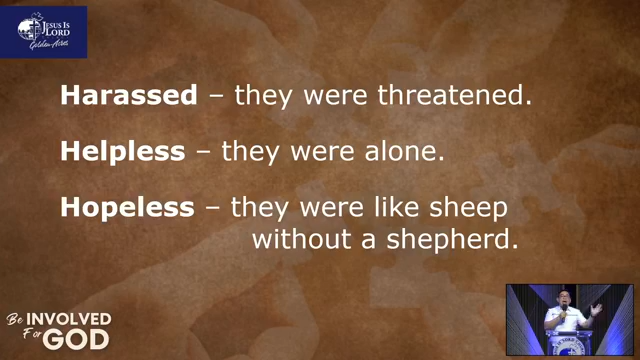 JESUS IS
LORD
Golden Acres
Harassed – they were threatened.
Helpless – they were alone.
Hopeless – they were like sheep
without a shepherd.
Be INVOLVED
For
GOD